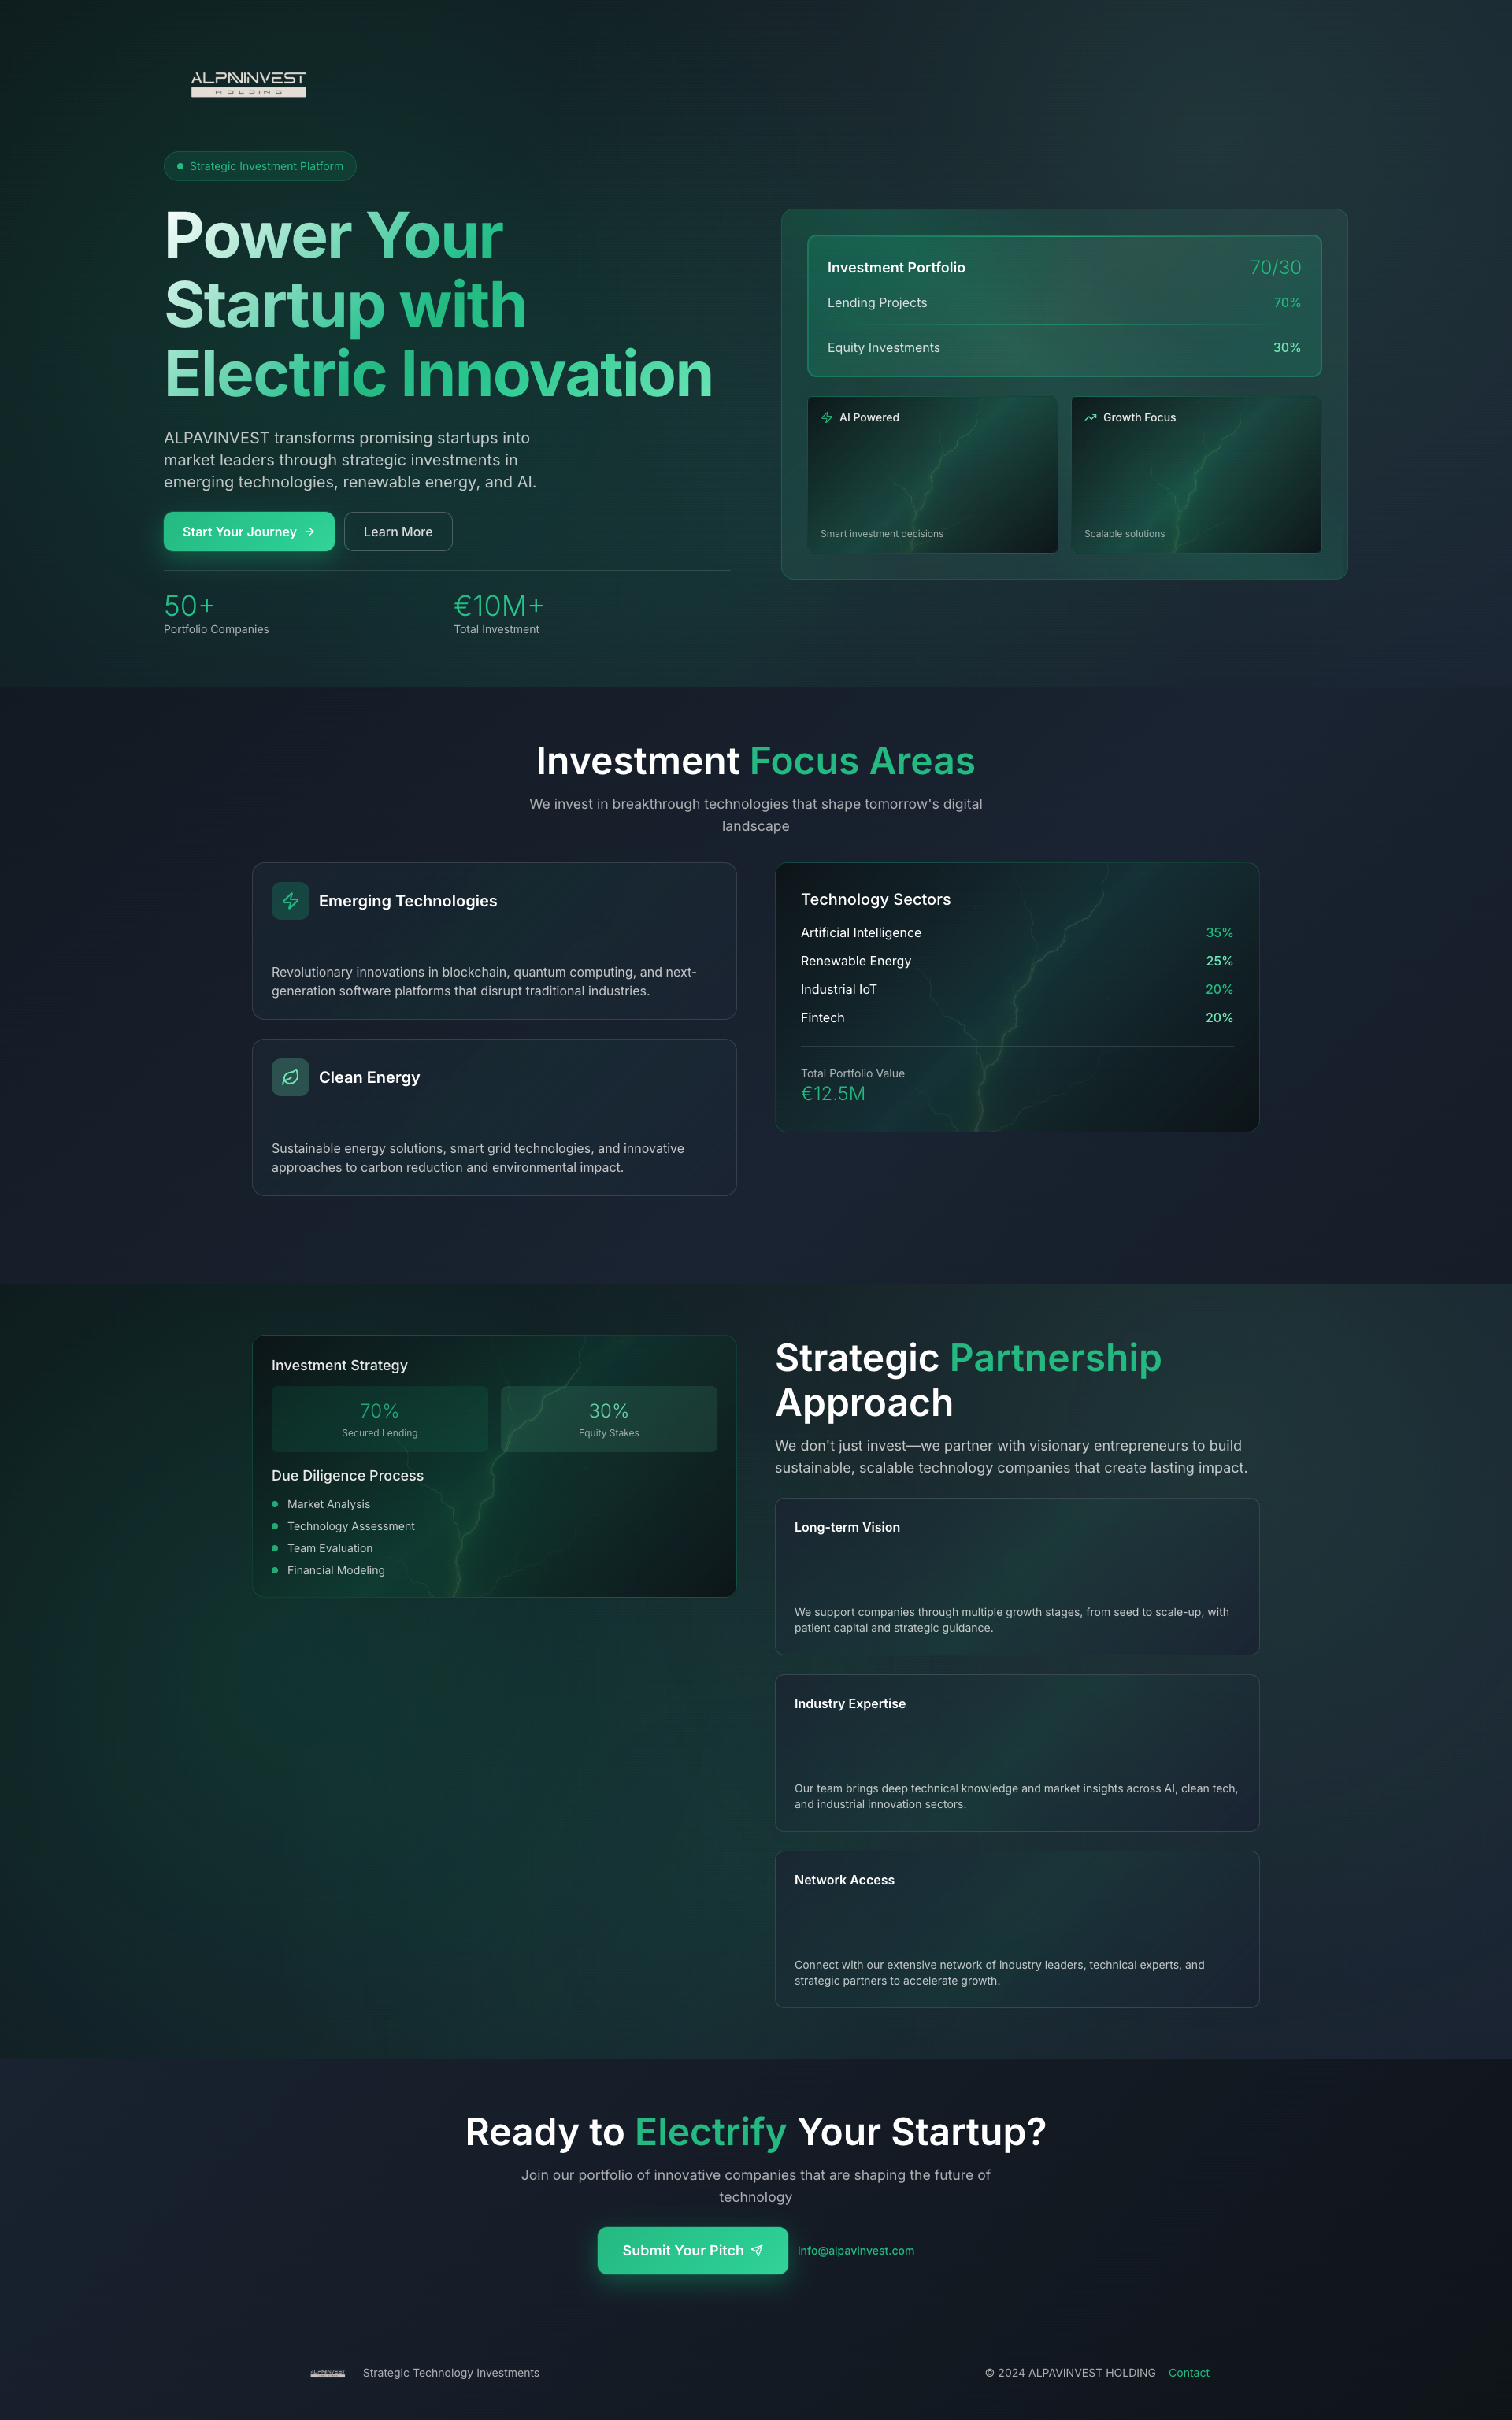 ALPAVINVEST
HOLDING
Strategic Investment Platform
Power Your
Startup with
Electric Innovation
ALPAVINVEST transforms promising startups into
market leaders through strategic investments in
emerging technologies, renewable energy, and AI.
Start Your Journey →
Learn More
50+
Portfolio Companies
€10M+
Total Investment
Investment Portfolio
70/30
Lending Projects
70%
Equity Investments
30%
AI Powered
Smart investment decisions
Growth Focus
Scalable solutions
Investment Focus Areas
We invest in breakthrough technologies that shape tomorrow's digital
landscape
Emerging Technologies
Revolutionary innovations in blockchain, quantum computing, and next-
generation software platforms that disrupt traditional industries.
Clean Energy
Sustainable energy solutions, smart grid technologies, and innovative
approaches to carbon reduction and environmental impact.
Technology Sectors
Artificial Intelligence
35%
Renewable Energy
25%
Industrial IoT
20%
Fintech
20%
Total Portfolio Value
€12.5M
Investment Strategy
70%
Secured Lending
30%
Equity Stakes
Due Diligence Process
Market Analysis
Technology Assessment
Team Evaluation
Financial Modeling
Strategic Partnership
Approach
We don't just invest—we partner with visionary entrepreneurs to build
sustainable, scalable technology companies that create lasting impact.
Long-term Vision
We support companies through multiple growth stages, from seed to scale-up, with
patient capital and strategic guidance.
Industry Expertise
Our team brings deep technical knowledge and market insights across AI, clean tech,
and industrial innovation sectors.
Network Access
Connect with our extensive network of industry leaders, technical experts, and
strategic partners to accelerate growth.
Ready to Electrify Your Startup?
Join our portfolio of innovative companies that are shaping the future of
technology
Submit Your Pitch
info@alpavinvest.com
ALPAVINVEST
Strategic Technology Investments
© 2024 ALPAVINVEST HOLDING
Contact